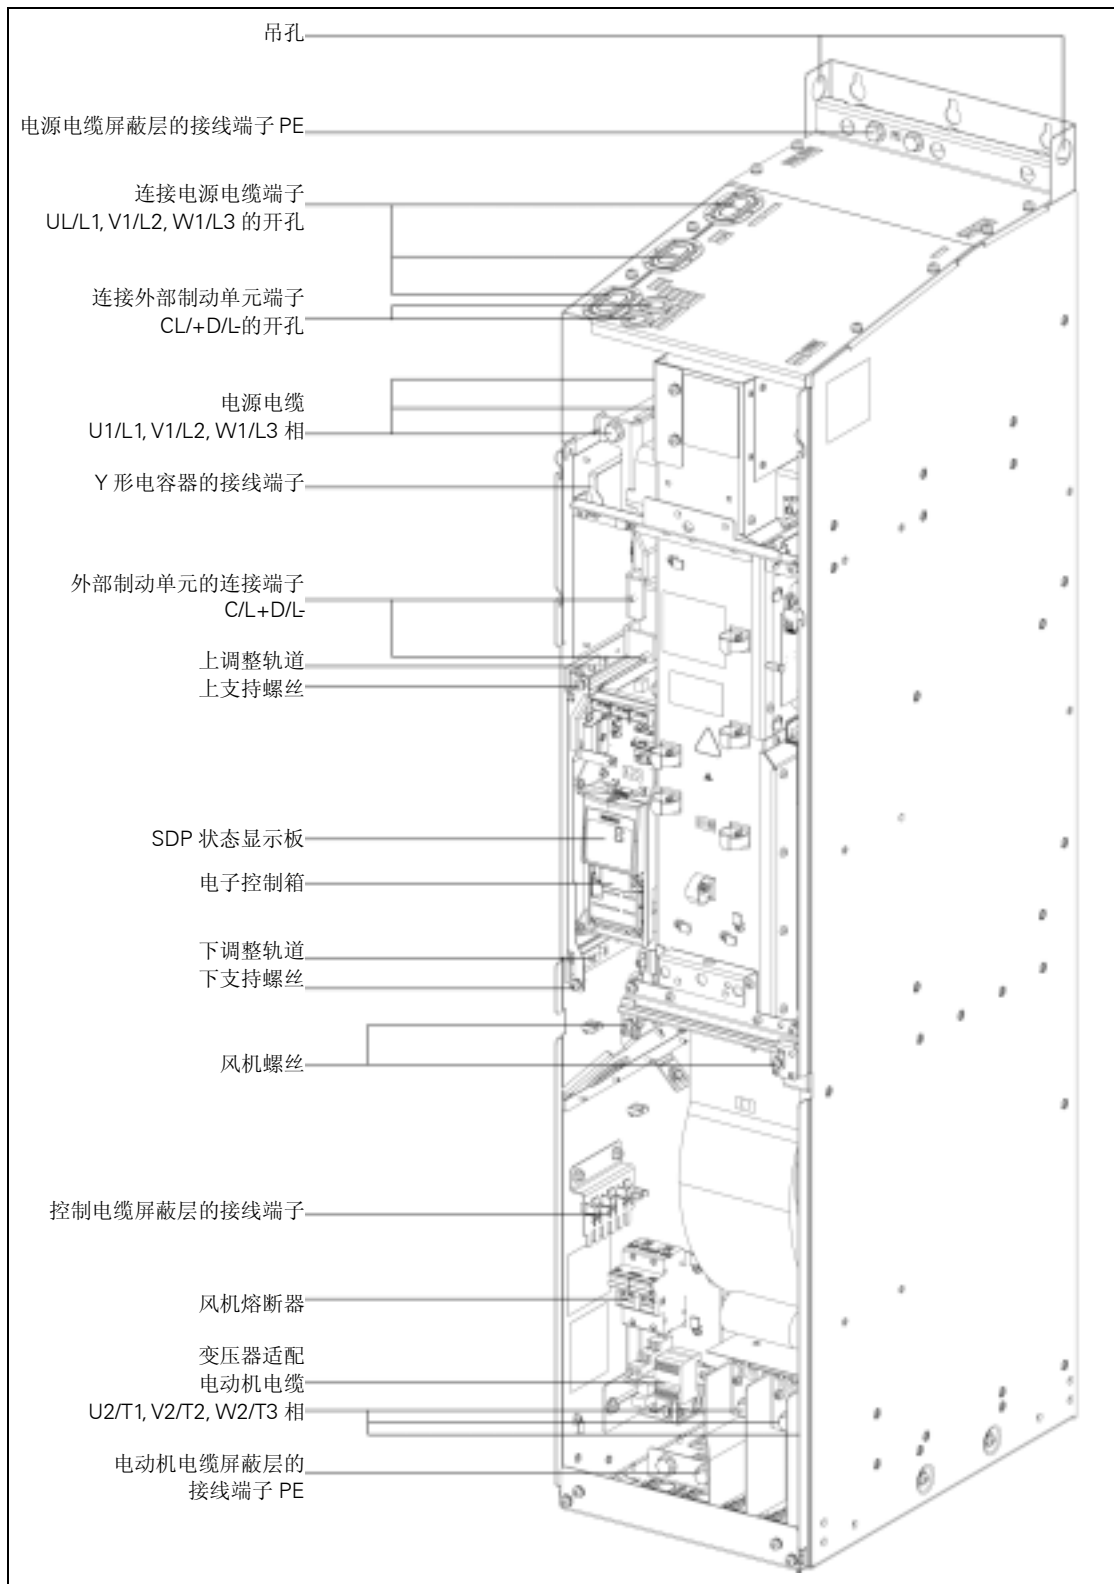 吊孔
电源电缆屏蔽层的接线端子 PE
连接电源电缆端子
UL/L1, V1/L2, W1/L3 的开孔
连接外部制动单元端子
CL/+D/L-的开孔
电源电缆
U1/L1, V1/L2, W1/L3 相
Y 形电容器的接线端子
外部制动单元的连接端子
C/L+D/L-
上调整轨道
上支持螺丝
SDP 状态显示板
电子控制箱
下调整轨道
下支持螺丝
风机螺丝
控制电缆屏蔽层的接线端子
风机熔断器
变压器适配
电动机电缆
U2/T1, V2/T2, W2/T3 相
电动机电缆屏蔽层的
接线端子 PE